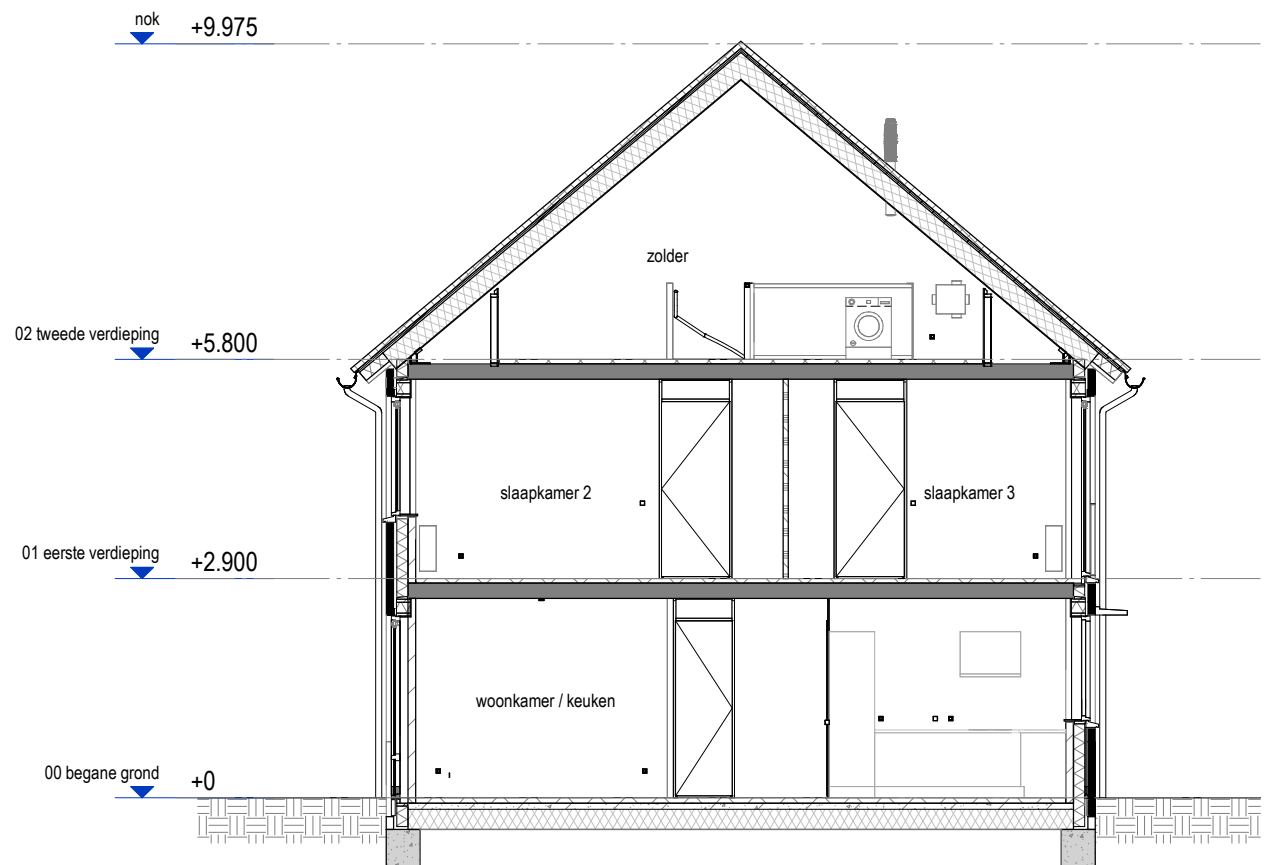 nok +9.975
zolder
02 tweede verdieping +5.800
slaapkamer 2
slaapkamer 3
01 eerste verdieping +2.900
woonkamer / keuken
00 begane grond +0